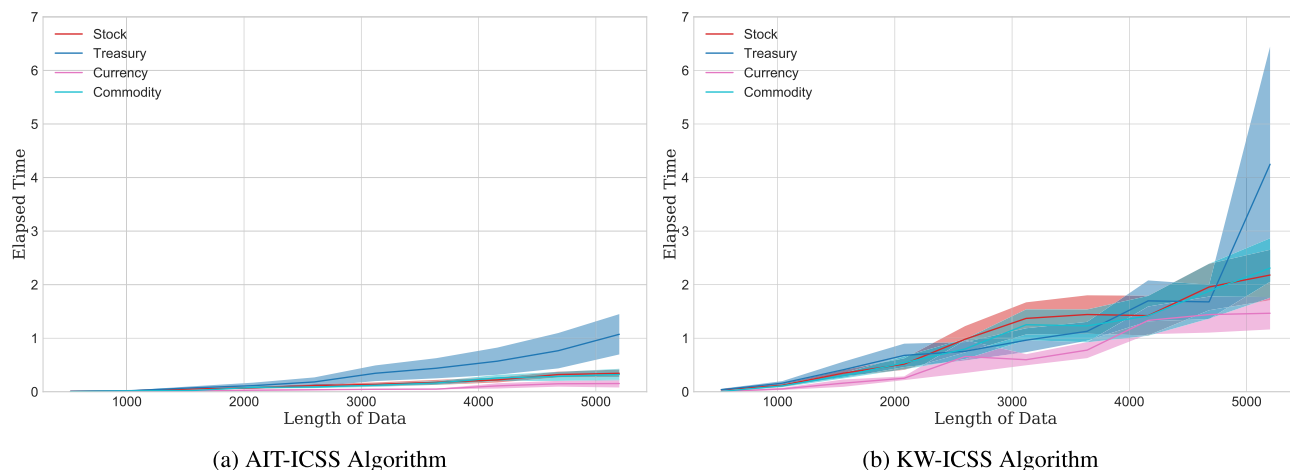 7
6
5
4
3
2
1
0
Elapsed Time
Stock
Treasury
Currency
Commodity
1000 2000 3000 4000 5000
Length of Data
(a) AIT-ICSS Algorithm
7
6
5
4
3
2
1
0
Elapsed Time
Stock
Treasury
Currency
Commodity
1000 2000 3000 4000 5000
Length of Data
(b) KW-ICSS Algorithm